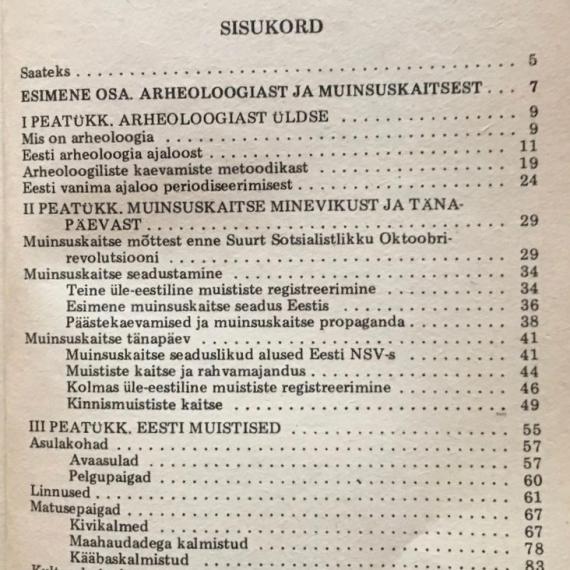 SISUKORD
Saateks . . . . . . . . . . . . . . . . . . . . . . . . . . . . . . 5
ESIMENE OSA. ARHEOLOOGIAST JA MUINSUSKAITSEST . . . 7
I PEATÜKK. ARHEOLOOGIAST ÜLDSE . . . . . . . . . . . . . 9
Mis on arheoloogia . . . . . . . . . . . . . . . . . . . . . . . 9
Eesti arheoloogia ajaloost . . . . . . . . . . . . . . . . . . . 11
Arheoloogiliste kaevamiste metoodikast . . . . . . . . . . . . 19
Eesti vanima ajaloo periodiseerimisest . . . . . . . . . . . . . 24
II PEATÜKK. MUINSUSKAITSE MINEVIKUST JA TÄNA-
PÄEVAST . . . . . . . . . . . . . . . . . . . . . . . . . . 29
Muinsuskaitse mõttest enne Suurt Sotsialistlikku Oktoobri-
revolutsiooni . . . . . . . . . . . . . . . . . . . . . . . . 29
Muinsuskaitse seadustamine . . . . . . . . . . . . . . . . . . 34
Teine üle-eestiline muististe registreerimine . . . . . . . . . 34
Esimene muinsuskaitse seadus Eestis . . . . . . . . . . . . 36
Päästekaevamised ja muinsuskaitse propaganda . . . . . . . 38
Muinsuskaitse tänapäev . . . . . . . . . . . . . . . . . . . . 41
Muinsuskaitse seaduslikud alused Eesti NSV-s . . . . . . . 41
Muististe kaitse ja rahvamajandus . . . . . . . . . . . . . . 44
Kolmas üle-eestiline muististe registreerimine . . . . . . . . 46
Kinnismuististe kaitse . . . . . . . . . . . . . . . . . . . . 49
III PEATÜKK. EESTI MUISTISED . . . . . . . . . . . . . . . 55
Asulakohad . . . . . . . . . . . . . . . . . . . . . . . . . . . 57
Avaasulad . . . . . . . . . . . . . . . . . . . . . . . . . . 57
Pelgupaigad . . . . . . . . . . . . . . . . . . . . . . . . . 60
Linnused . . . . . . . . . . . . . . . . . . . . . . . . . . . . 61
Matusepaigad . . . . . . . . . . . . . . . . . . . . . . . . . . 67
Kivikalmed . . . . . . . . . . . . . . . . . . . . . . . . . 67
Maahaudadega kalmistud . . . . . . . . . . . . . . . . . . 78
Kääbaskalmistud . . . . . . . . . . . . . . . . . . . . . . 83